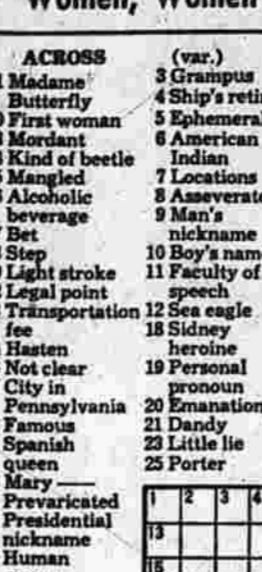 Women, Women
ACROSS
Madame
Butterfly
First woman
Mordant
Kind of beetle
Mangled
Alcoholic
beverage
Bet
Step
Light stroke
Legal point
Transportation
fee
Hasten
Not clear
City in
Pennsylvania
Famous
Spanish
queen
Mary —
Prevaricated
Presidential
nickname
Human
(var.)
3 Grampus
4 Ship's
5 Ephemeral
6 American
Indian
7 Locations
8 Asseverate
9 Man's
nickname
10 Boy's name
11 Faculty of
speech
12 Sea eagle
18 Sidney
heroine
19 Personal
pronoun
20 Emanation
21 Dandy
23 Little lie
25 Porter
1 2 3 4
13
15